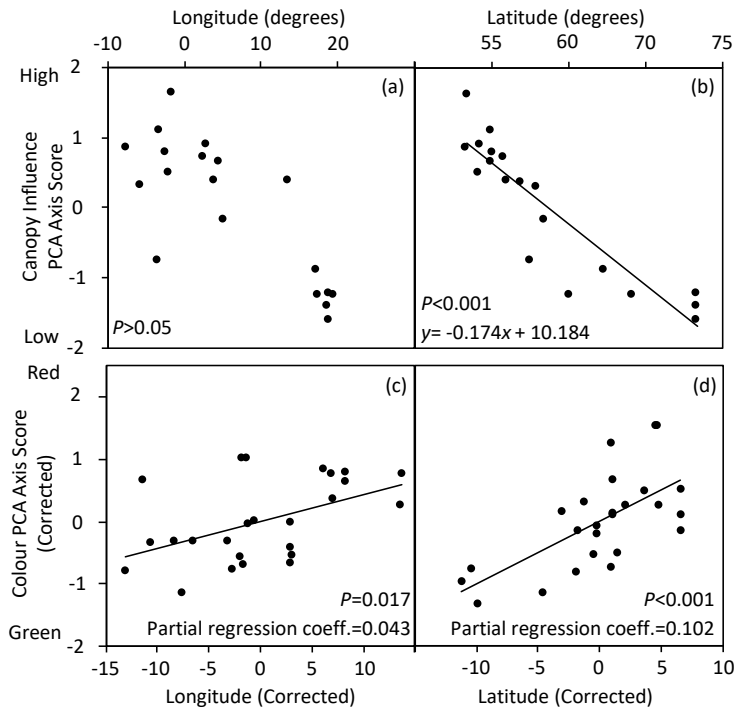 Longitude (degrees)
Latitude (degrees)
-10 0 10 20
55 60 65 70 75
High
2
1
0
-1
-2
Low
Canopy Influence
PCA Axis Score
(a)
P>0.05
(b)
P<0.001
y= -0.174x + 10.184
Red
2
1
0
-1
-2
Green
Colour PCA Axis Score
(Corrected)
(c)
P=0.017
Partial regression coeff.=0.043
(d)
P<0.001
Partial regression coeff.=0.102
-15 -10 -5 0 5 10
-10 -5 0 5 10
Longitude (Corrected)
Latitude (Corrected)